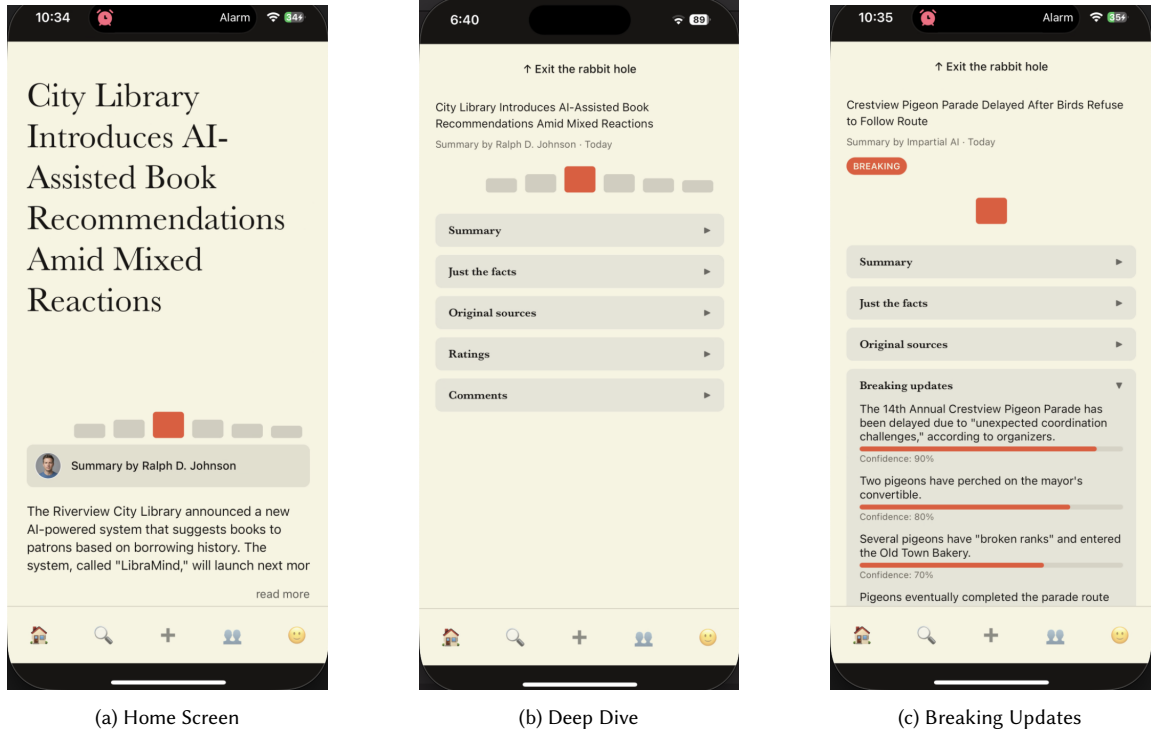 10:34
Alarm
34
City Library
Introduces AI-
Assisted Book
Recommendations
Amid Mixed
Reactions
Summary by Ralph D. Johnson
The Riverview City Library announced a new
AI-powered system that suggests books to
patrons based on borrowing history. The
system, called "LibraMind," will launch next mor
read more
(a) Home Screen
6:40
89
↑ Exit the rabbit hole
City Library Introduces AI-Assisted Book
Recommendations Amid Mixed Reactions
Summary by Ralph D. Johnson · Today
Summary
Just the facts
Original sources
Ratings
Comments
(b) Deep Dive
10:35
Alarm
35
↑ Exit the rabbit hole
Crestview Pigeon Parade Delayed After Birds Refuse
to Follow Route
Summary by Impartial AI · Today
BREAKING
Summary
Just the facts
Original sources
Breaking updates
The 14th Annual Crestview Pigeon Parade has
been delayed due to "unexpected coordination
challenges," according to organizers.
Confidence: 90%
Two pigeons have perched on the mayor's
convertible.
Confidence: 80%
Several pigeons have "broken ranks" and entered
the Old Town Bakery.
Confidence: 70%
Pigeons eventually completed the parade route
(c) Breaking Updates